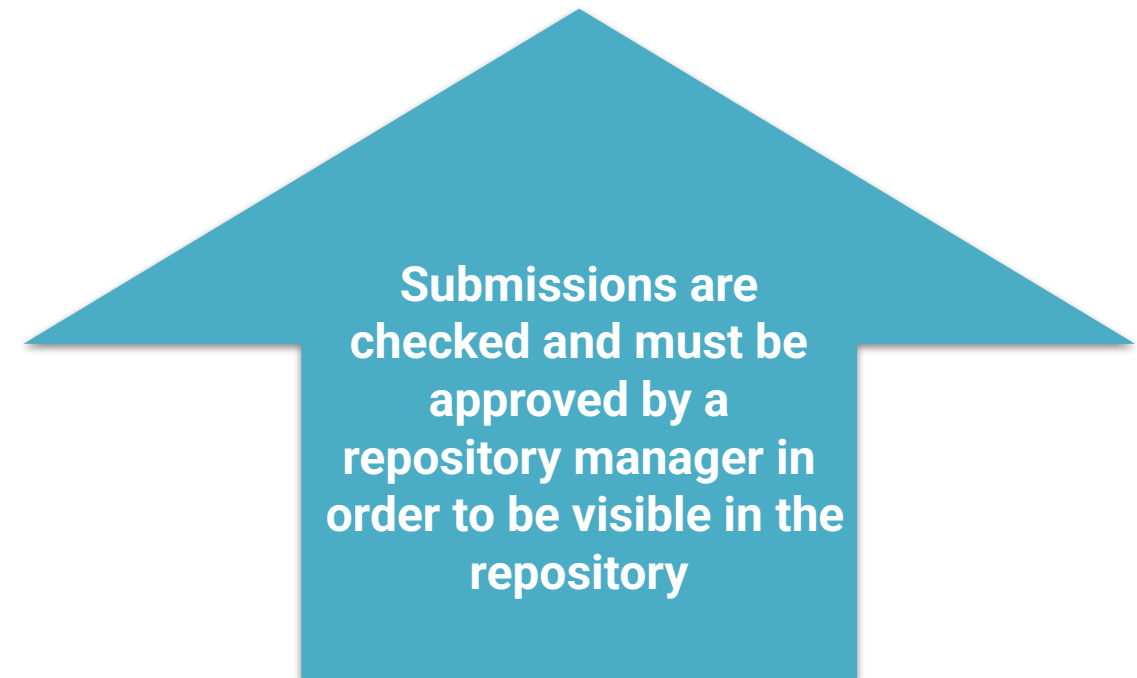 Submissions are
checked and must be
approved by a
repository manager in
order to be visible in the
repository